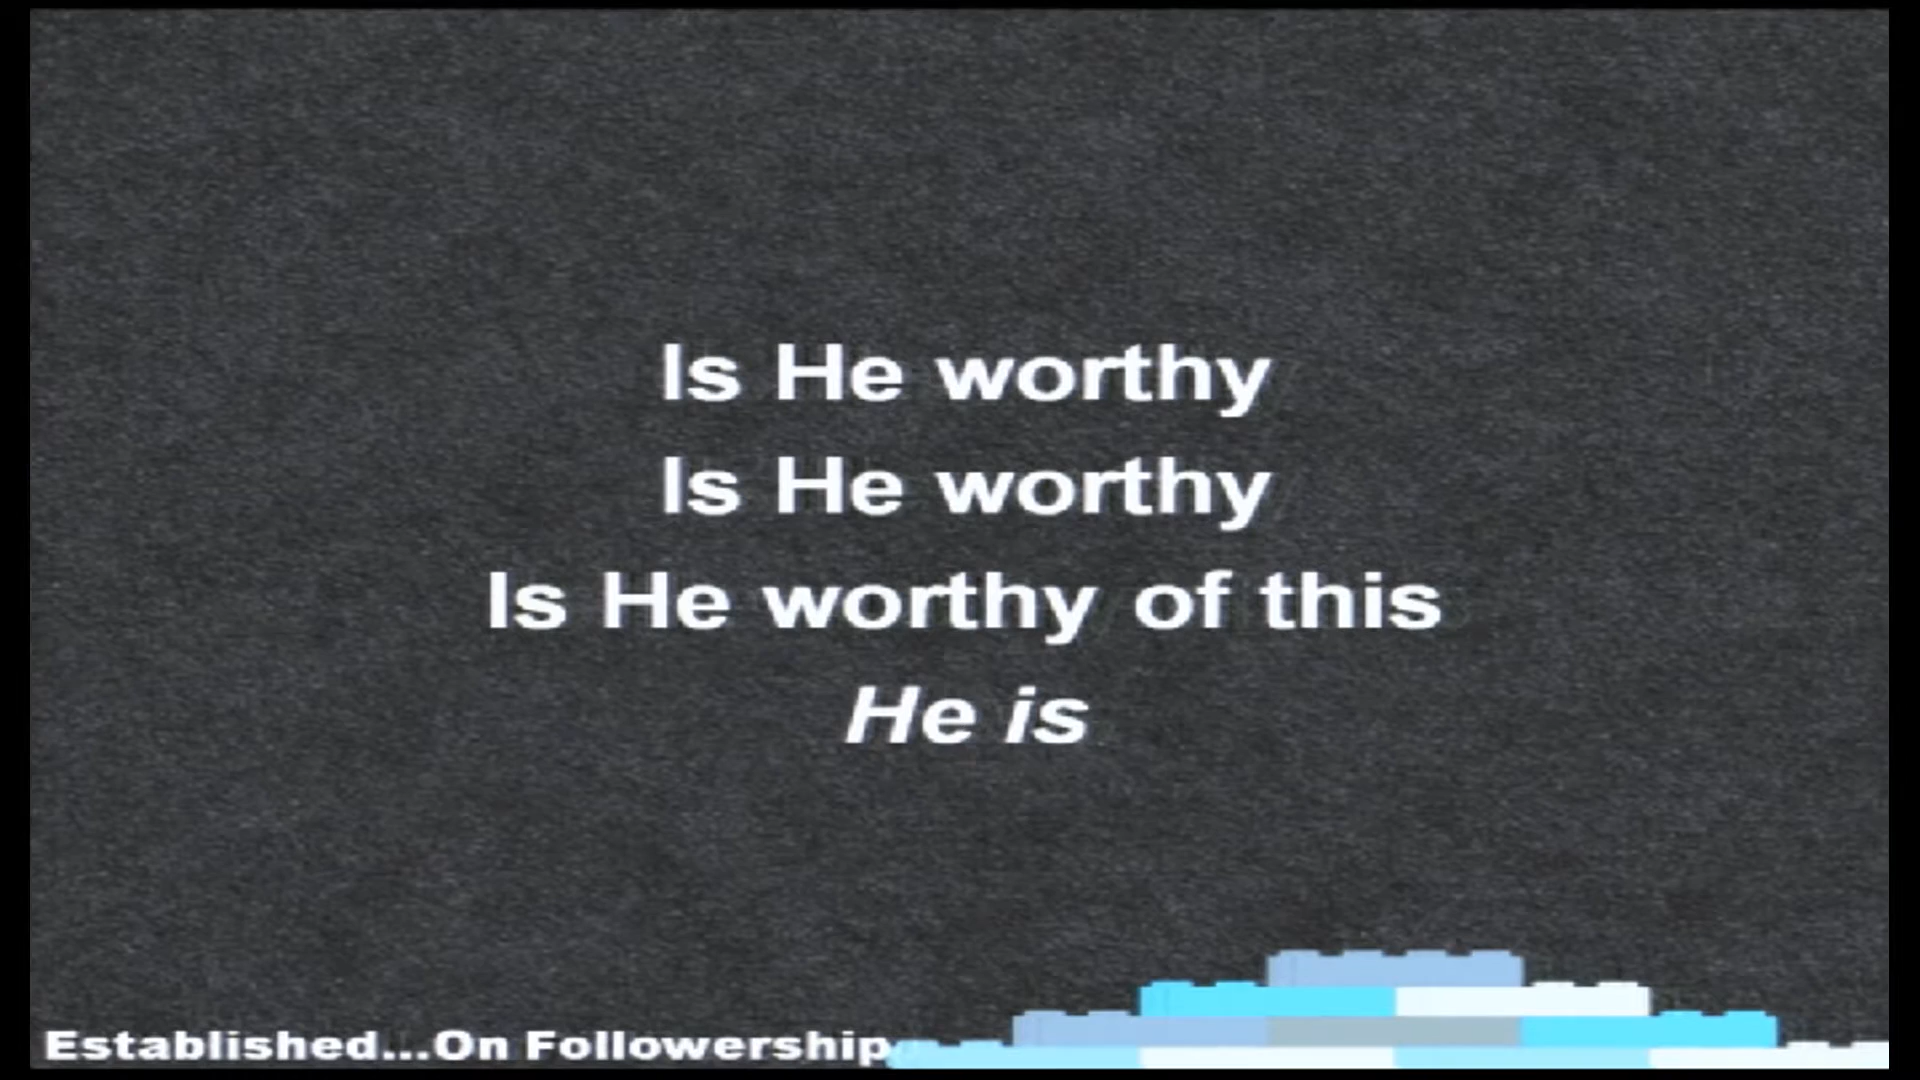 Is He worthy
Is He worthy
Is He worthy of this
He is
Established...On Followership